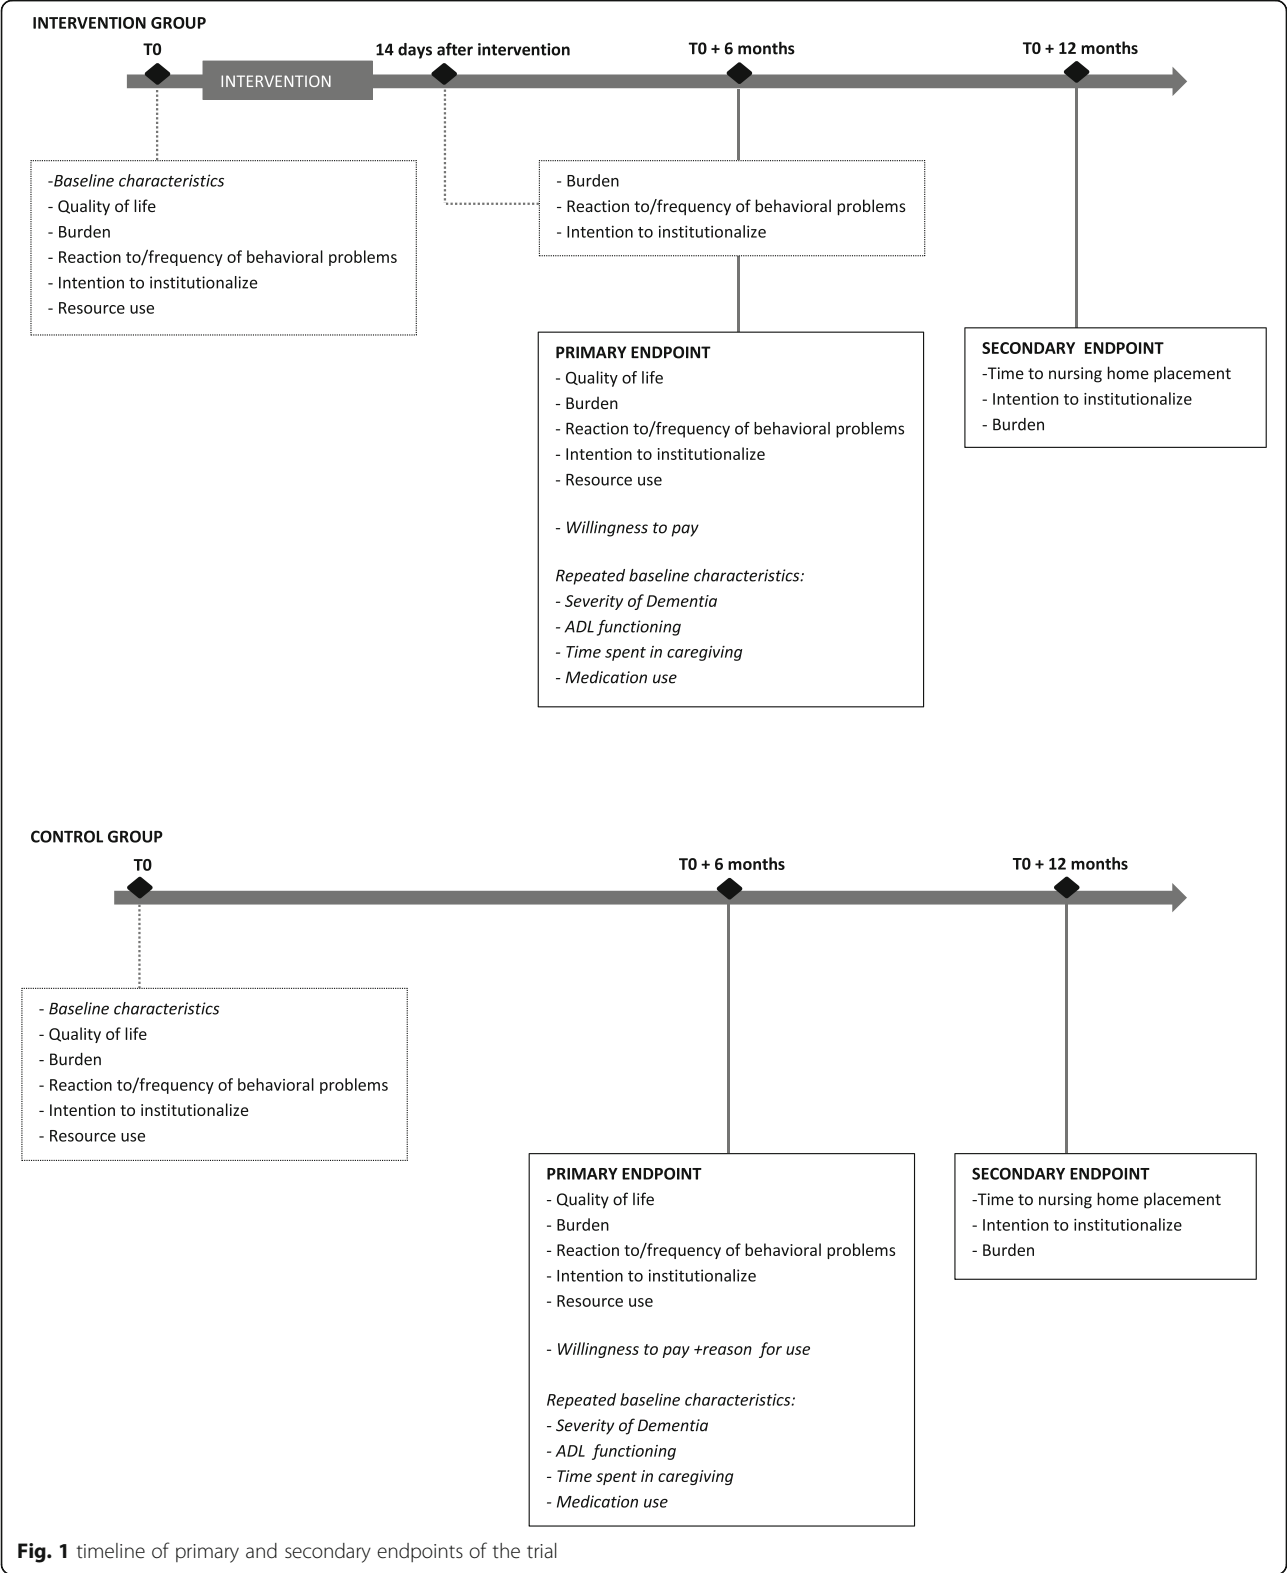 INTERVENTION GROUP
T0
14 days after intervention
T0 + 6 months
T0 + 12 months
INTERVENTION
-Baseline characteristics
- Quality of life
- Burden
- Reaction to/frequency of behavioral problems
- Intention to institutionalize
- Resource use
- Burden
- Reaction to/frequency of behavioral problems
- Intention to institutionalize
PRIMARY ENDPOINT
- Quality of life
- Burden
- Reaction to/frequency of behavioral problems
- Intention to institutionalize
- Resource use
- Willingness to pay
Repeated baseline characteristics:
- Severity of Dementia
- ADL functioning
- Time spent in caregiving
- Medication use
SECONDARY ENDPOINT
-Time to nursing home placement
- Intention to institutionalize
- Burden
CONTROL GROUP
T0
T0 + 6 months
T0 + 12 months
- Baseline characteristics
- Quality of life
- Burden
- Reaction to/frequency of behavioral problems
- Intention to institutionalize
- Resource use
PRIMARY ENDPOINT
- Quality of life
- Burden
- Reaction to/frequency of behavioral problems
- Intention to institutionalize
- Resource use
- Willingness to pay +reason for use
Repeated baseline characteristics:
- Severity of Dementia
- ADL functioning
- Time spent in caregiving
- Medication use
SECONDARY ENDPOINT
-Time to nursing home placement
- Intention to institutionalize
- Burden
Fig. 1 timeline of primary and secondary endpoints of the trial